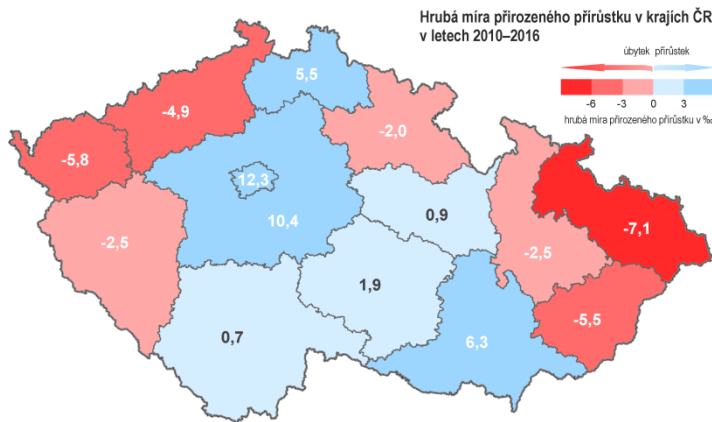 Hrubá míra přirozeného přírůstku v krajích ČR
v letech 2010–2016
úbytek přírůstek
-6 -3 0 3
hrubá míra přirozeného přírůstku v ‰
5,5
-4,9
-2,0
-5,8
12,3
10,4
0,9
-7,1
-2,5
-2,5
1,9
-5,5
0,7
6,3